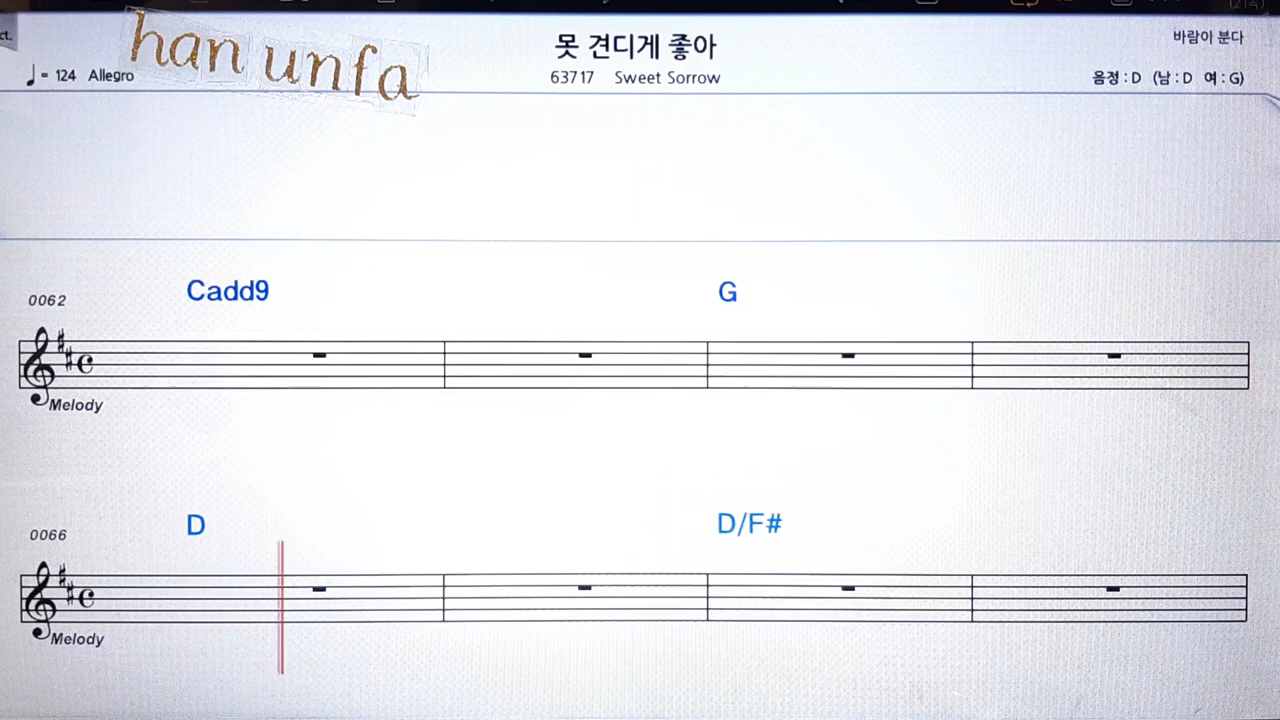 ct.
han unfa
못 견디게 좋아
바람이 분다
♩= 124 Allegro
63717 Sweet Sorrow
음정 : D (남 : D 여 : G)
0062
Cadd9
G
Melody
0066
D
D/F#
Melody